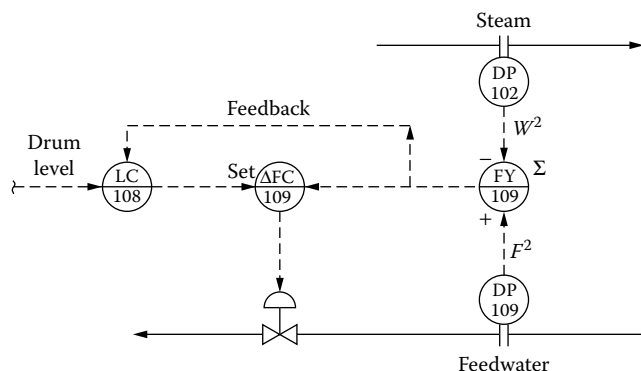 Steam
DP
102
W²
Feedback
Drum
level
LC
108
Set
ΔFC
109
−
FY
109
Σ
+
F²
DP
109
Feedwater